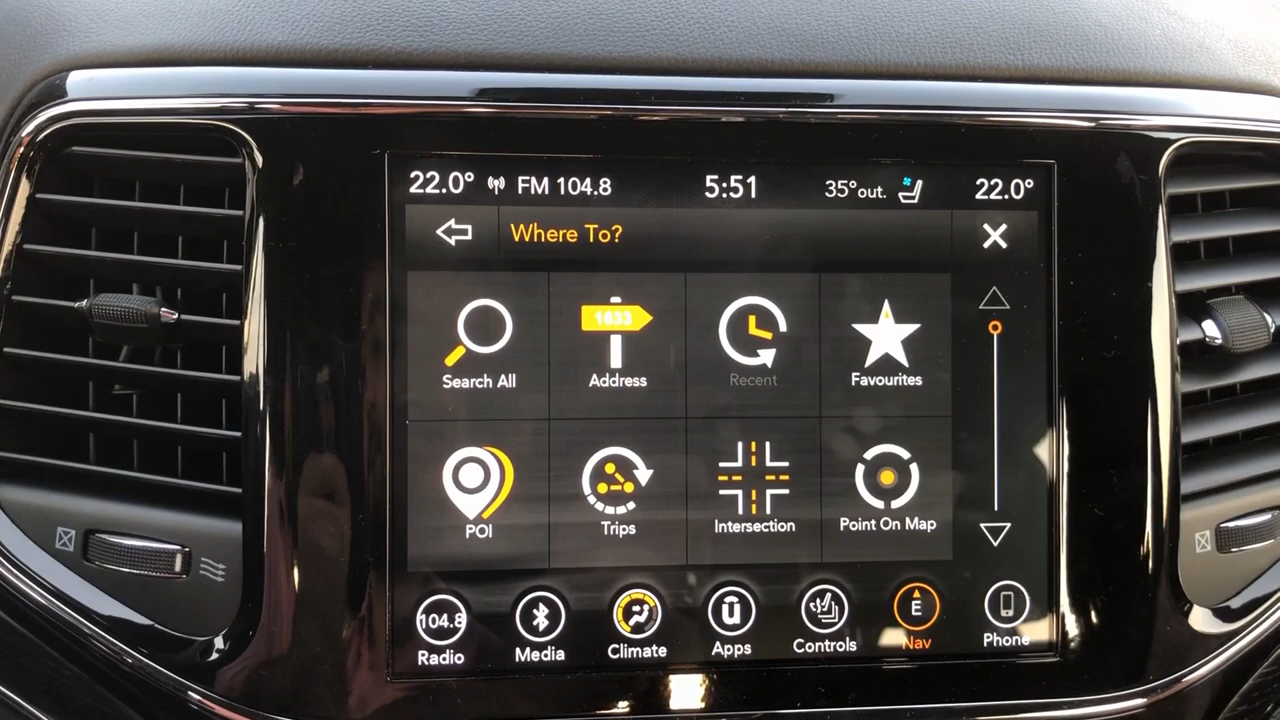 22.0° FM 104.8 5:51 35°out. 22.0°
Where To?
1633
Search All Address Recent Favourites
POI Trips Intersection Point On Map
104.8 E
Radio Media Climate Apps Controls Nav Phone